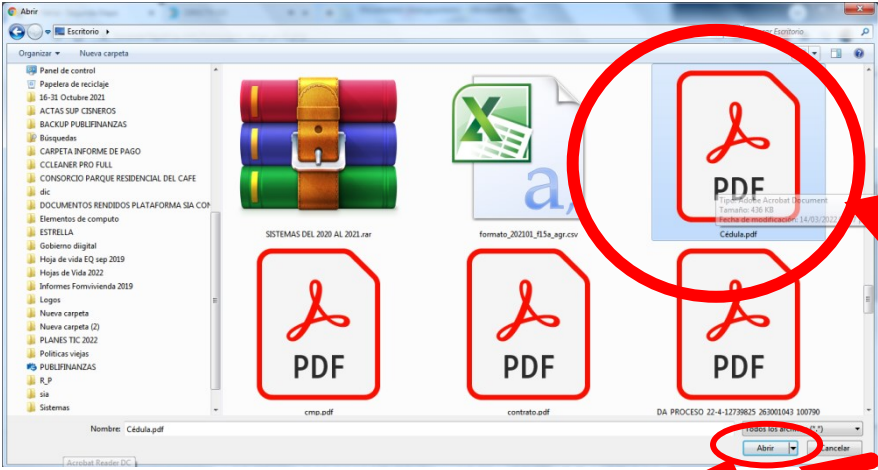 Abrir
Escritorio
Escritorio
Organizar
Nueva carpeta
Panel de control
Papelera de reciclaje
16-31 Octubre 2021
ACTAS SUP CISNEROS
BACKUP PUBLIFINANZAS
Búsquedas
CARPETA INFORME DE PAGO
CCLEANER PRO FULL
CONSORCIO PARQUE RESIDENCIAL DEL CAFE
dic
DOCUMENTOS RENDIDOS PLATAFORMA SIA CON
Elementos de computo
ESTRELLA
Gobierno diigital
Hoja de vida EQ sep 2019
Hojas de Vida 2022
Informes Fomvivienda 2019
Logos
Nueva carpeta
Nueva carpeta (2)
PLANES TIC 2022
Politicas viejas
PUBLIFINANZAS
R_P
sia
Sistemas
a,
PDF
Tipo: Adobe Acrobat Document
Tamaño: 436 KB
Fecha de modificación: 14/03/2022
SISTEMAS DEL 2020 AL 2021.rar
formato_202101_f15a_agr.csv
Cédula.pdf
PDF
PDF
PDF
cmp.pdf
contrato.pdf
DA PROCESO 22-4-12739825 263001043 100790
Nombre: Cédula.pdf
Todos los archivos (*.*)
Abrir
Cancelar
Acrobat Reader DC